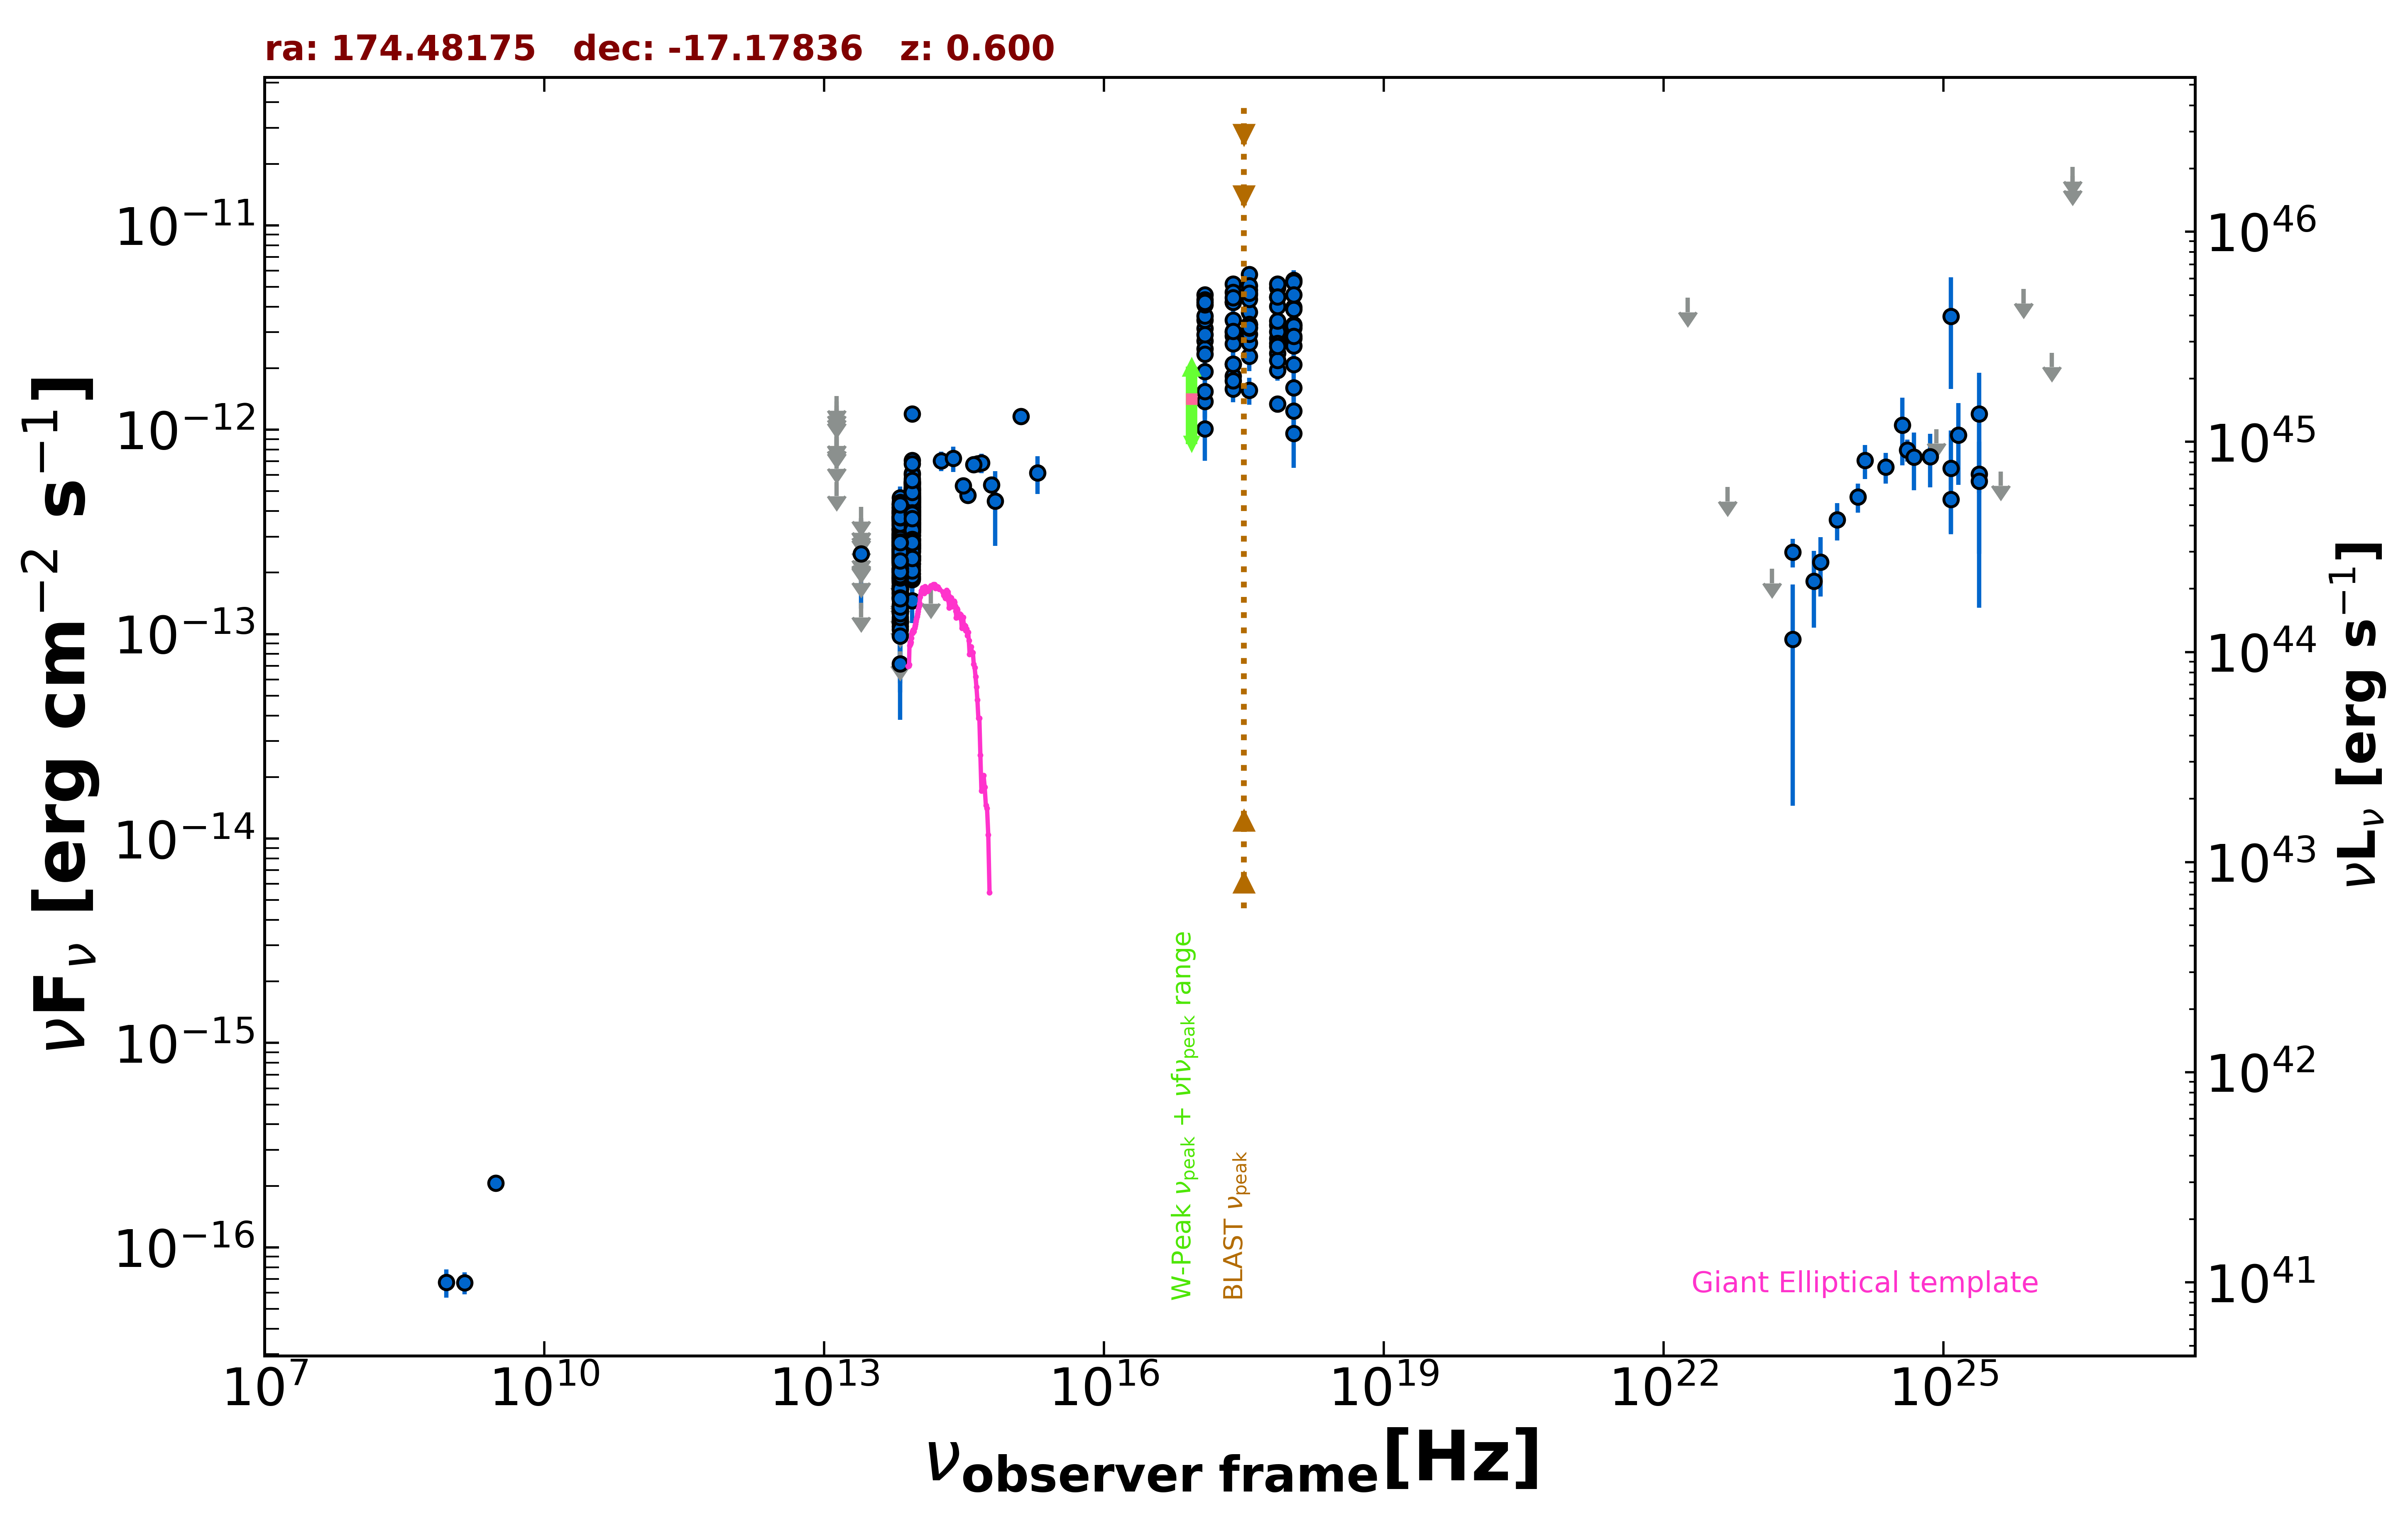 ra: 174.48175 dec: -17.17836 z: 0.600
νFν [erg cm⁻² s⁻¹]
10⁻¹¹
10⁻¹²
10⁻¹³
10⁻¹⁴
10⁻¹⁵
10⁻¹⁶
10⁴⁶
10⁴⁵
10⁴⁴
10⁴³
10⁴²
10⁴¹
νLν [erg s⁻¹]
W-Peak νpeak + νfνpeak range
BLAST νpeak
Giant Elliptical template
10⁷ 10¹⁰ 10¹³ 10¹⁶ 10¹⁹ 10²² 10²⁵
νobserver frame[Hz]